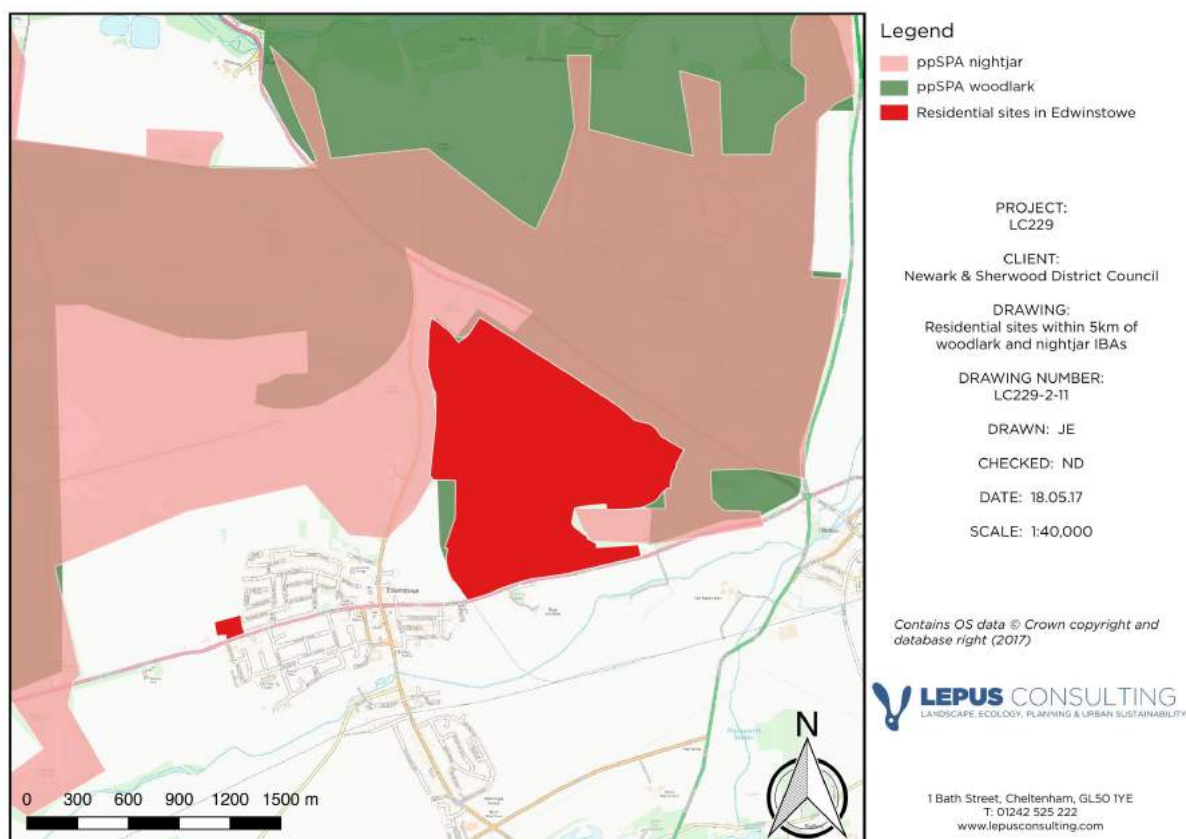 Legend
ppSPA nightjar
ppSPA woodlark
Residential sites in Edwinstowe
PROJECT:
LC229
CLIENT:
Newark & Sherwood District Council
DRAWING:
Residential sites within 5km of
woodlark and nightjar IBAs
DRAWING NUMBER:
LC229-2-11
DRAWN: JE
CHECKED: ND
DATE: 18.05.17
SCALE: 1:40,000
Contains OS data © Crown copyright and
database right (2017)
LEPUS CONSULTING
LANDSCAPE, ECOLOGY, PLANNING & URBAN SUSTAINABILITY
1 Bath Street, Cheltenham, GL50 1YE
T: 01242 525 222
www.lepusconsulting.com
Edwinstowe
N
0 300 600 900 1200 1500 m